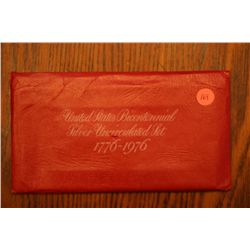 United States Bicentennial
Silver Uncirculated Set
1776-1976